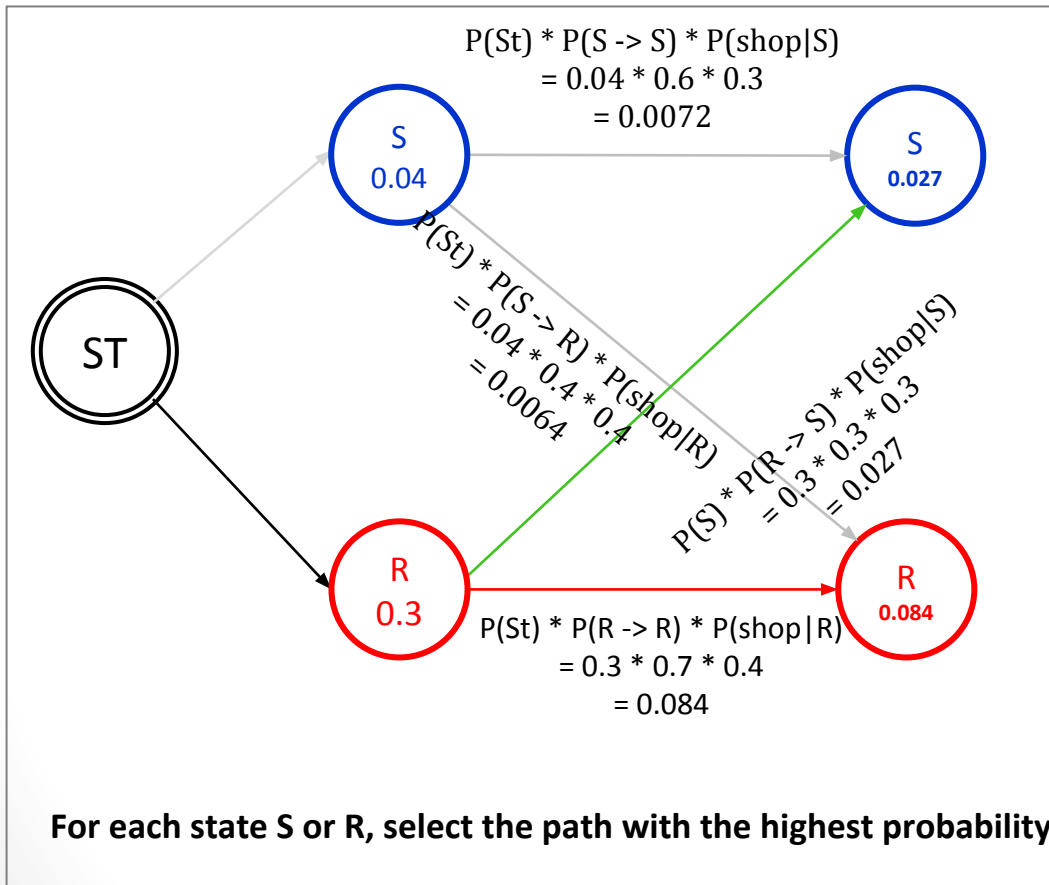 P(St) * P(S -> S) * P(shop|S)
= 0.04 * 0.6 * 0.3
= 0.0072
S
0.04
S
0.027
P(St) * P(S -> R) * P(shop|R)
= 0.04 * 0.4 * 0.4
= 0.0064
ST
P(S) * P(R -> S) * P(shop|S)
= 0.3 * 0.3 * 0.3
= 0.027
R
0.3
R
0.084
P(St) * P(R -> R) * P(shop|R)
= 0.3 * 0.7 * 0.4
= 0.084
For each state S or R, select the path with the highest probability